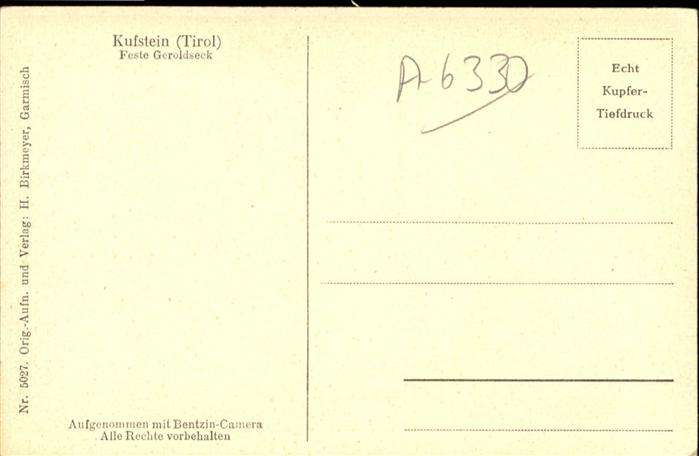 Kufstein (Tirol)
Feste Geroldseck
A 6330
Echt
Kupfer-
Tiefdruck
Nr. 5027. Orig.-Aufn. und Verlag: H. Birkmeyer, Garmisch
Aufgenommen mit Bentzin-Camera
Alle Rechte vorbehalten